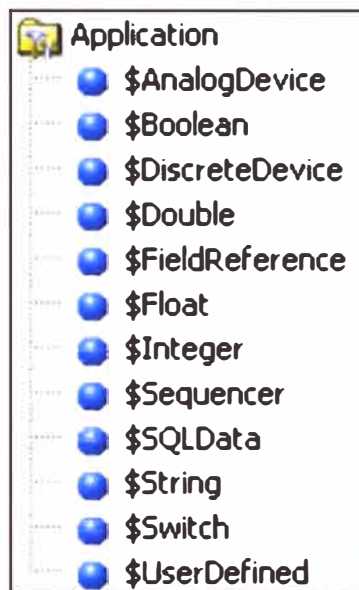 Application
$AnalogDevice
$Boolean
$DiscreteDevice
$Double
$FieldReference
$Float
$Integer
$Sequencer
$SQLData
$String
$Switch
$UserDefined